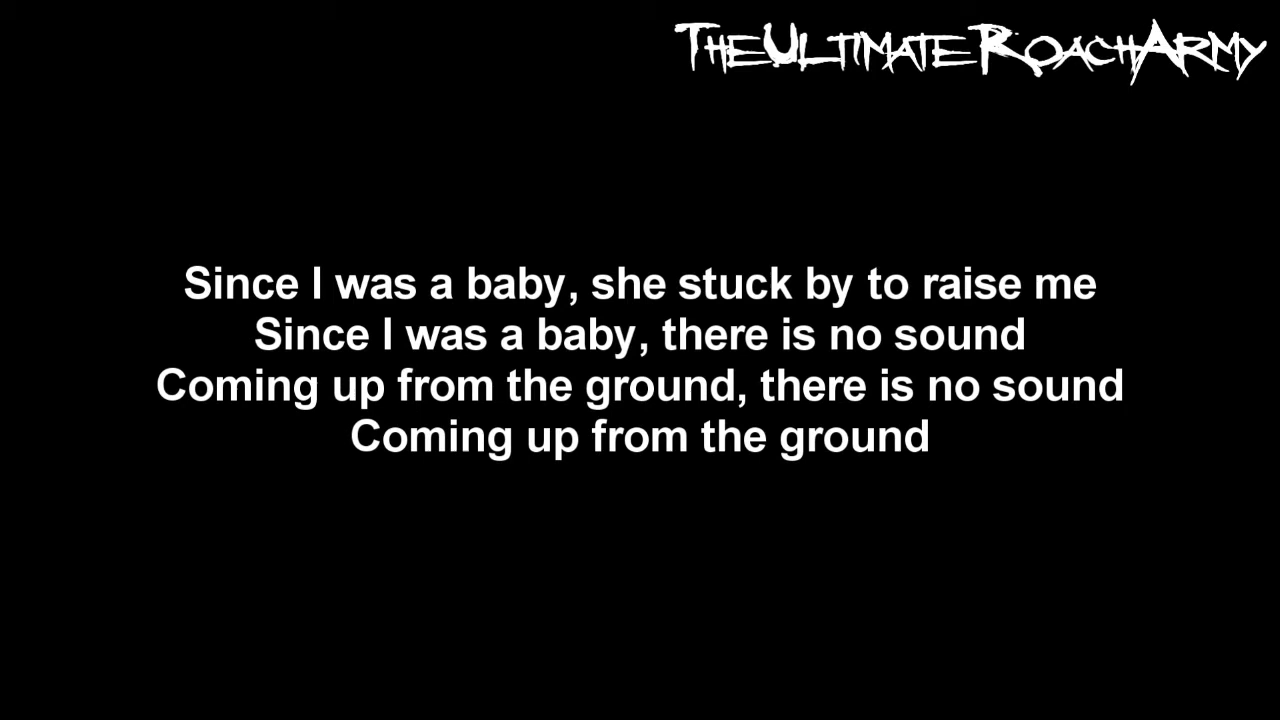 TheUltimateRoachArmy
Since I was a baby, she stuck by to raise me
Since I was a baby, there is no sound
Coming up from the ground, there is no sound
Coming up from the ground